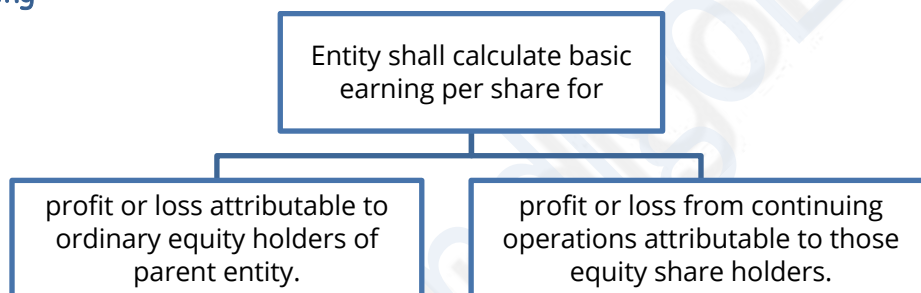 Entity shall calculate basic
earning per share for
profit or loss attributable to
ordinary equity holders of
parent entity.
profit or loss from continuing
operations attributable to those
equity share holders.